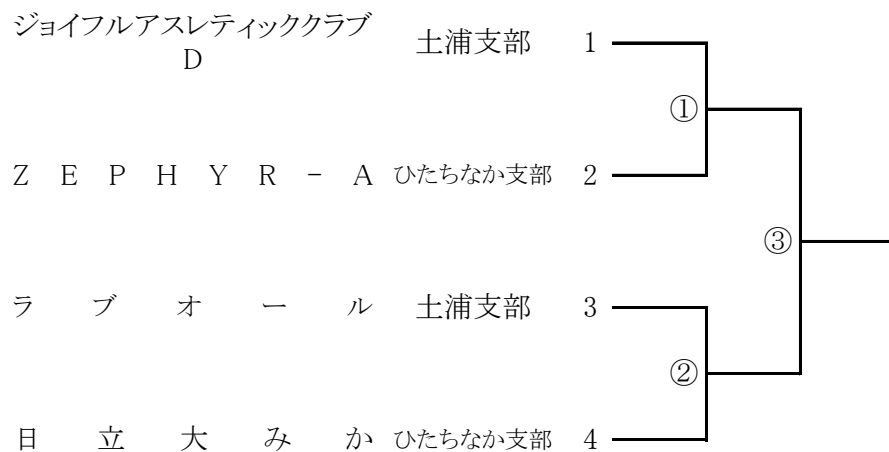 ジョイフルアスレティッククラブ
D
土浦支部 1
①
ZEPHYR-A ひたちなか支部 2
③
ラブオール 土浦支部 3
②
日立大みか ひたちなか支部 4